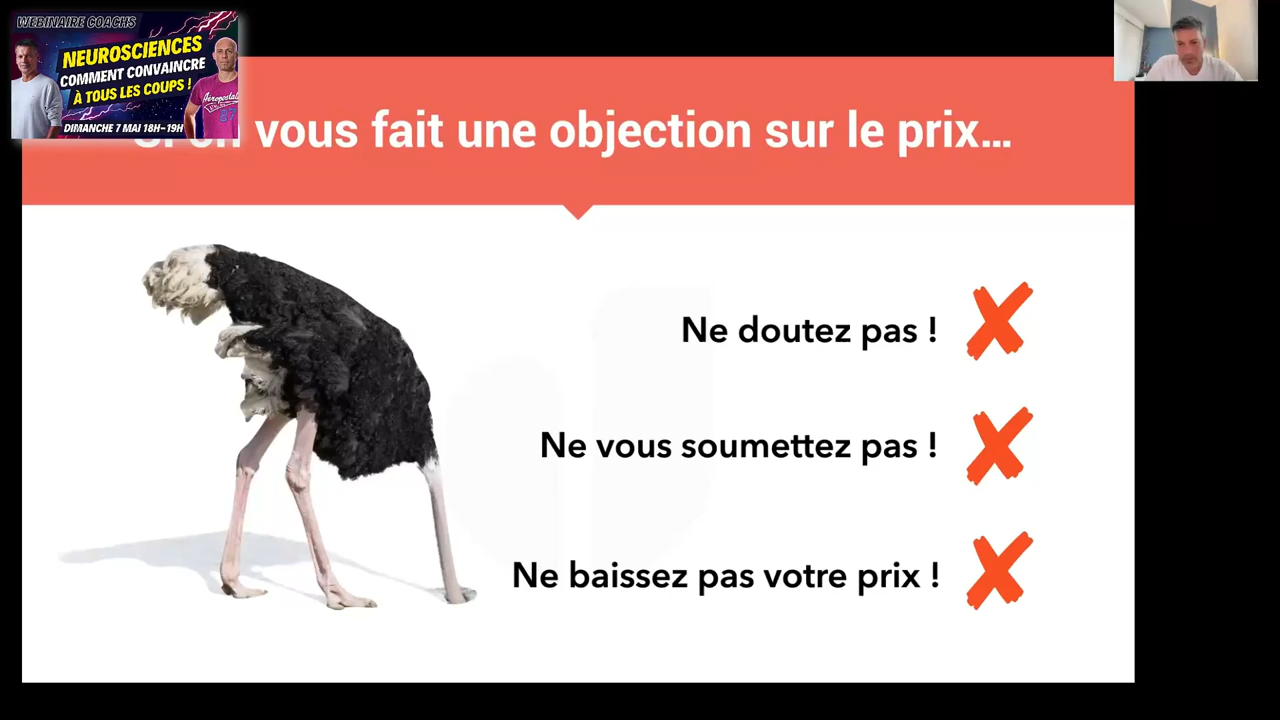 WEBINAIRE COACHS
NEUROSCIENCES
COMMENT CONVAINCRE
À TOUS LES COUPS !
DIMANCHE 7 MAI 18H-19H
Aéropostale
vous fait une objection sur le prix...
Ne doutez pas !
Ne vous soumettez pas !
Ne baissez pas votre prix !